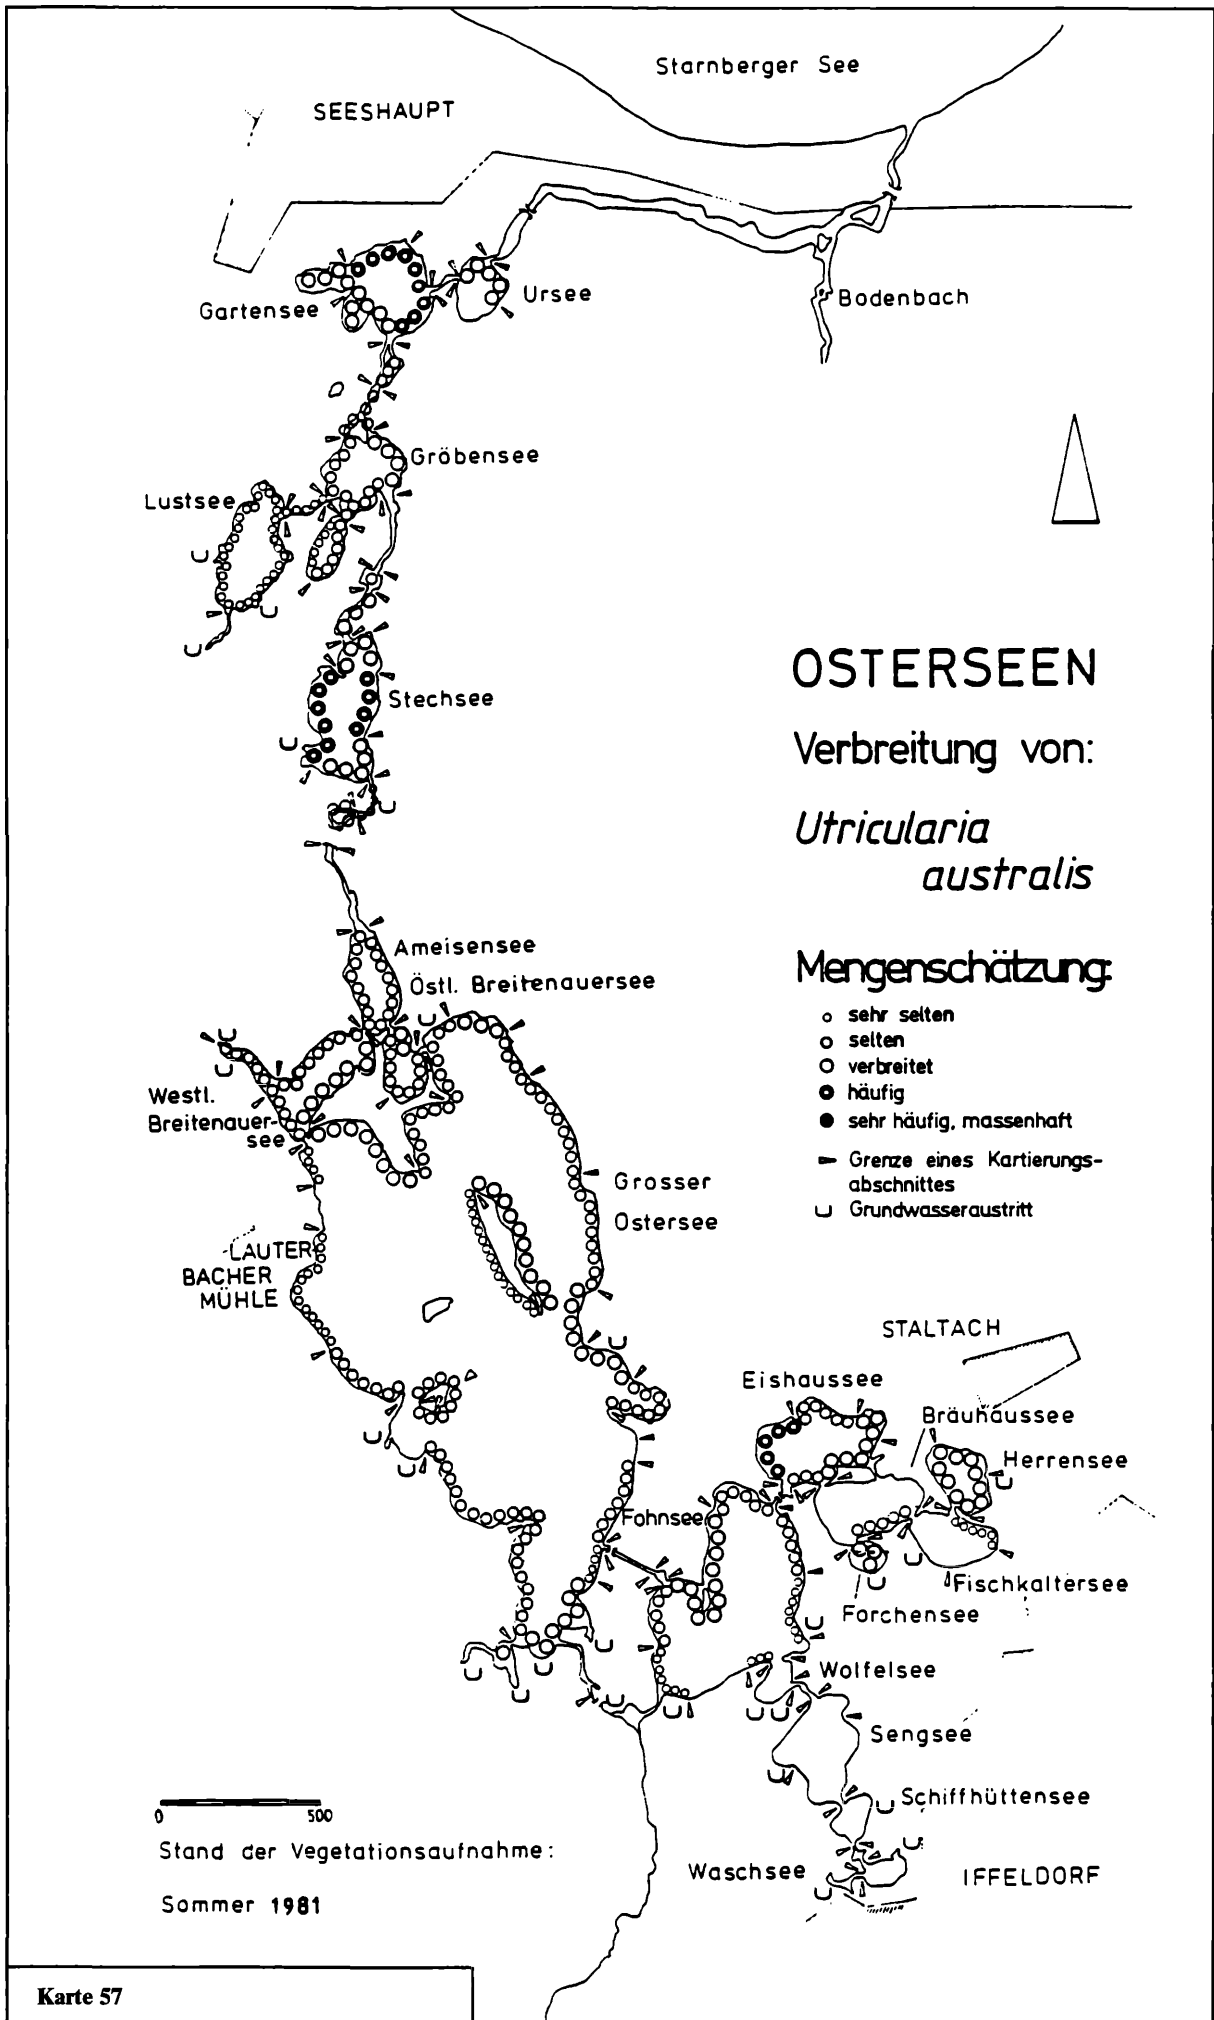 Starnberger See
SEESHAUPT
Gartensee
Ursee
Bodenbach
Gröbensee
Lustsee
Stechsee
OSTERSEEN
Verbreitung von:
Utricularia
australis
Ameisensee
Östl. Breitenauersee
Mengenschätzung:
sehr selten
selten
verbreitet
häufig
sehr häufig, massenhaft
Grenze eines Kartierungs-
abschnittes
Grundwasseraustritt
Westl.
Breitenauer-
see
Grosser
Ostersee
LAUTER-
BACHER
MÜHLE
STALTACH
Eishaussee
Bräuhaussee
Herrensee
Fohnsee
Fischkaltersee
Forchensee
Wolfelsee
Sengsee
Schiffhüttensee
Waschsee
IFFELDORF
0 500
Stand der Vegetationsaufnahme:
Sommer 1981
Karte 57